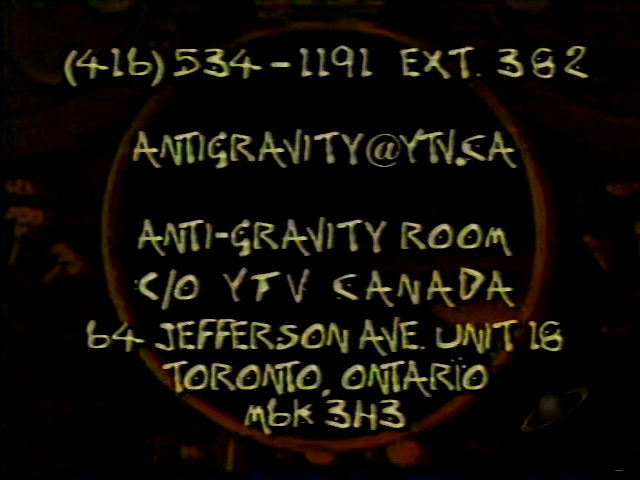 (416) 534-1191 EXT. 382
ANTIGRAVITY@YTV.CA
ANTI-GRAVITY ROOM
C/O YTV CANADA
64 JEFFERSON AVE. UNIT 18
TORONTO, ONTARIO
M6K 3H3